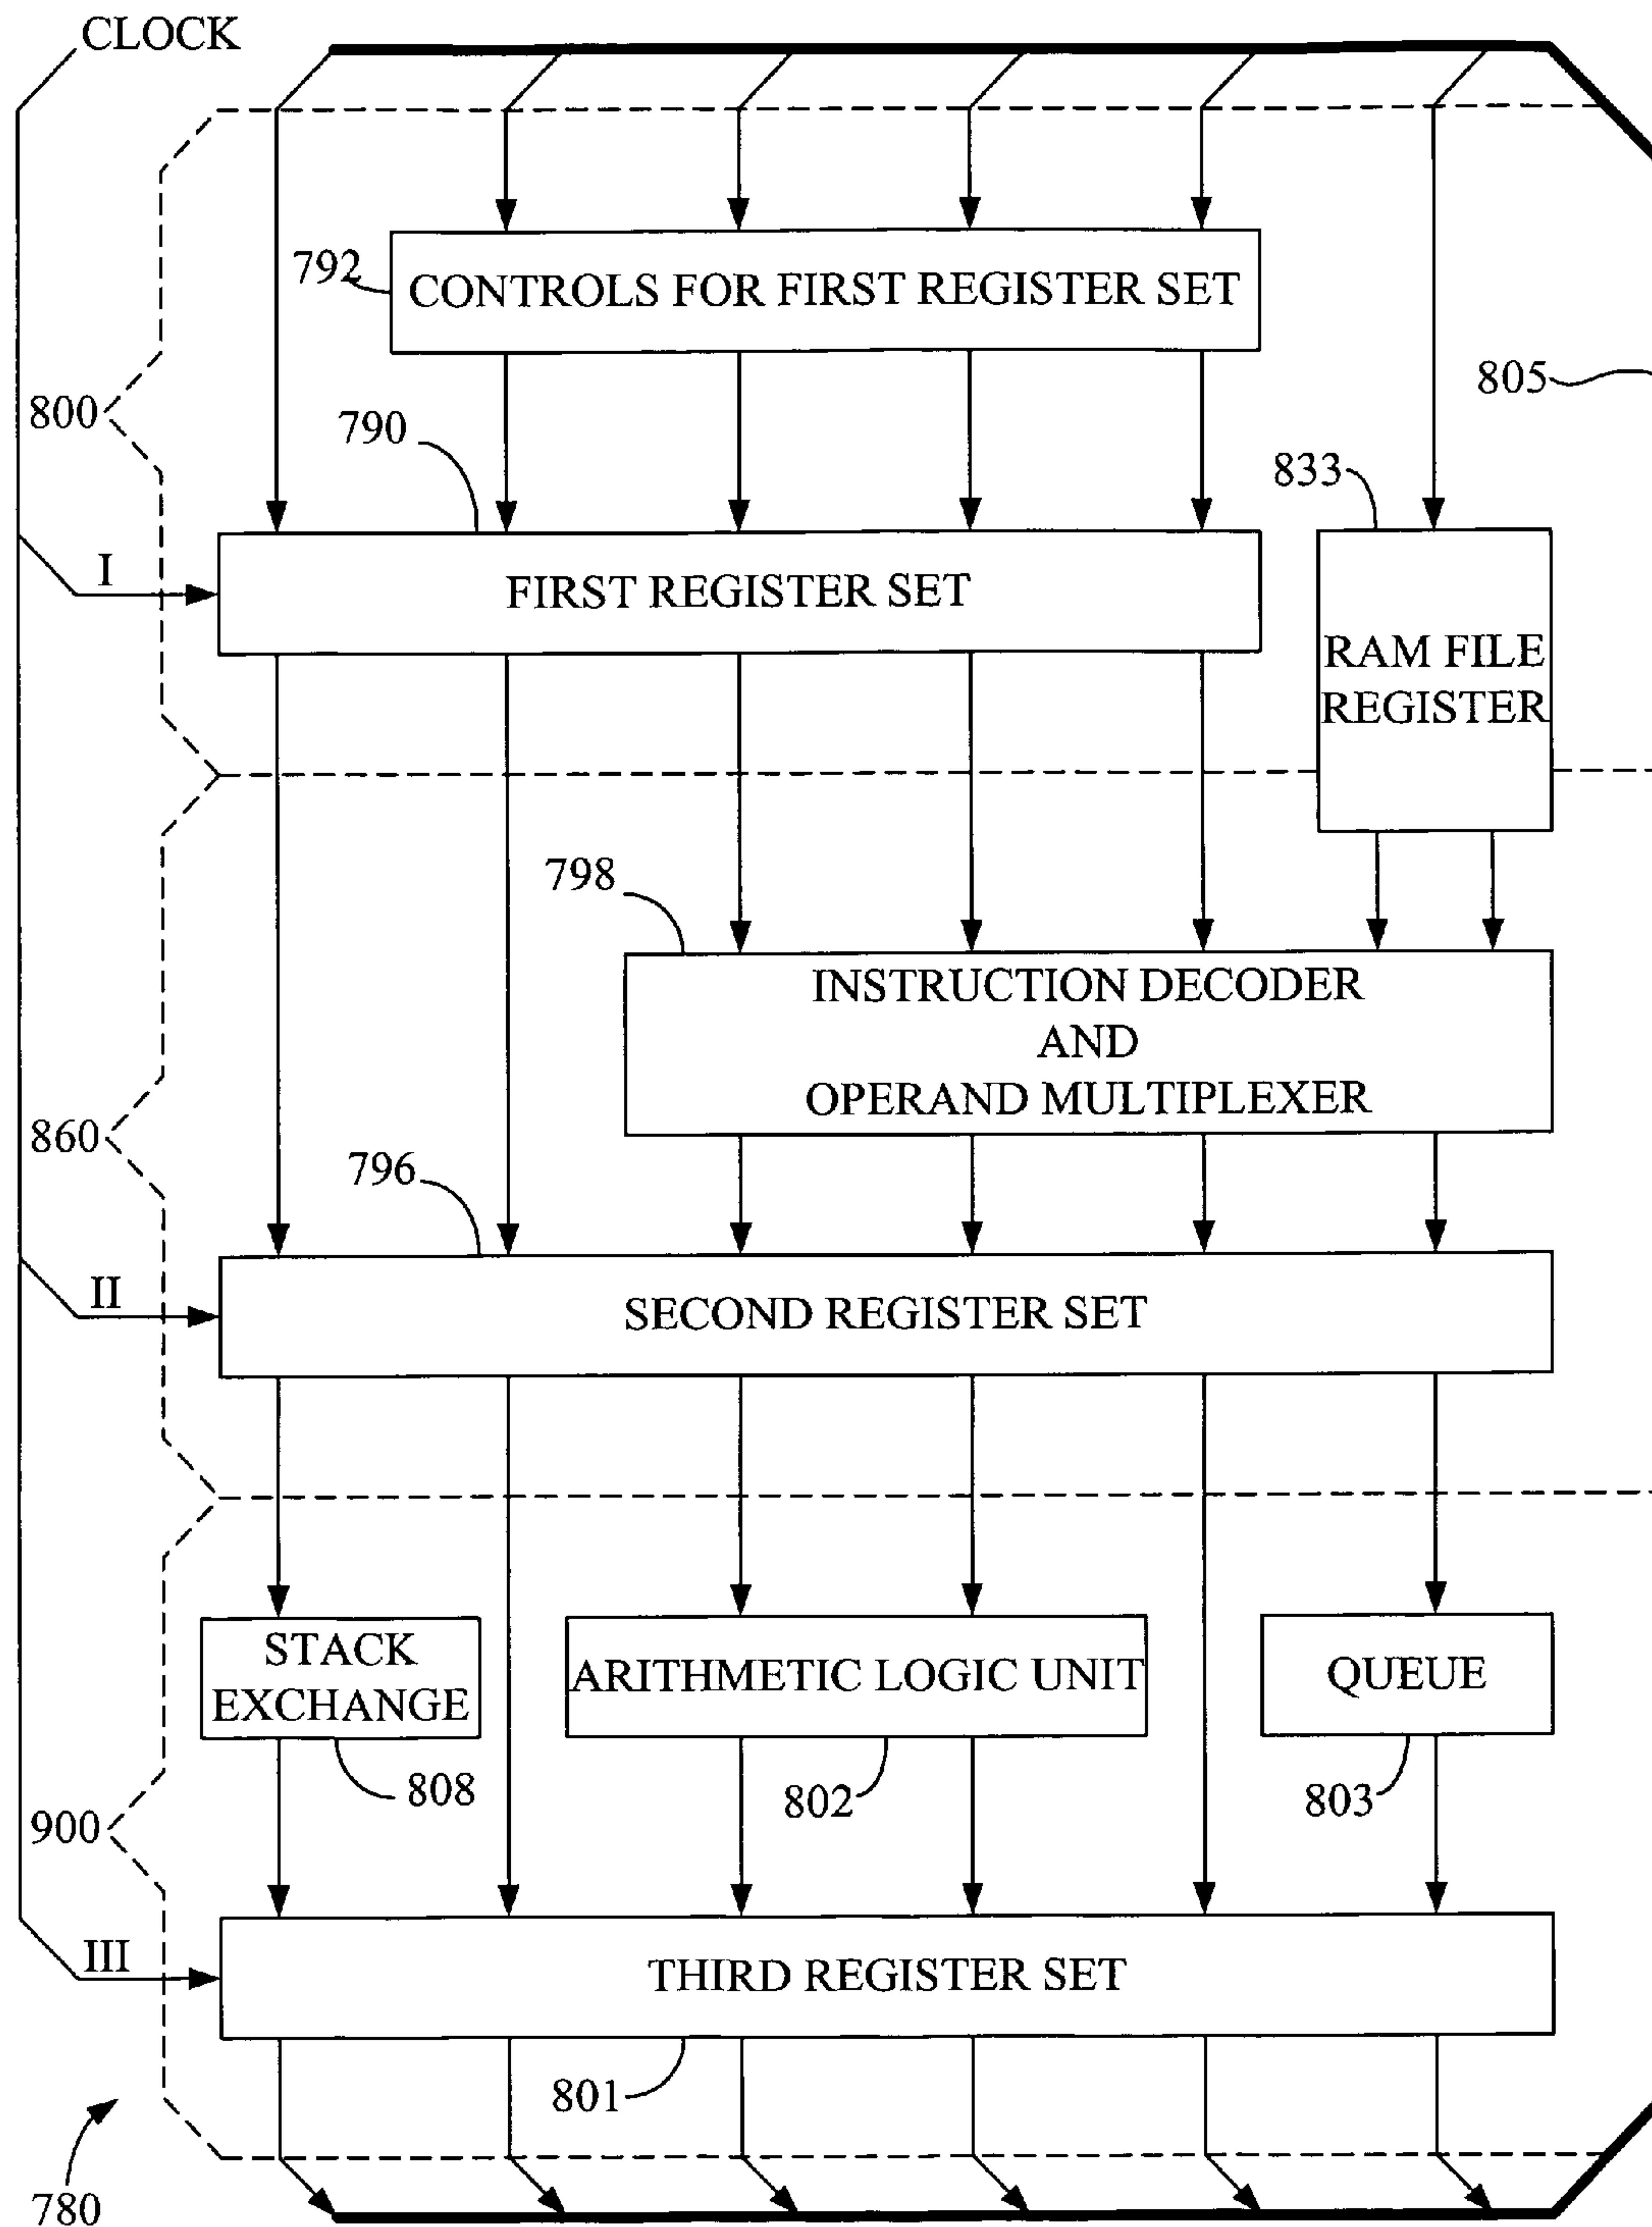 CLOCK
792
CONTROLS FOR FIRST REGISTER SET
805
800
790
833
I
FIRST REGISTER SET
RAM FILE
REGISTER
798
INSTRUCTION DECODER
AND
OPERAND MULTIPLEXER
860
796
II
SECOND REGISTER SET
STACK
EXCHANGE
ARITHMETIC LOGIC UNIT
QUEUE
808
802
803
900
III
THIRD REGISTER SET
801
780